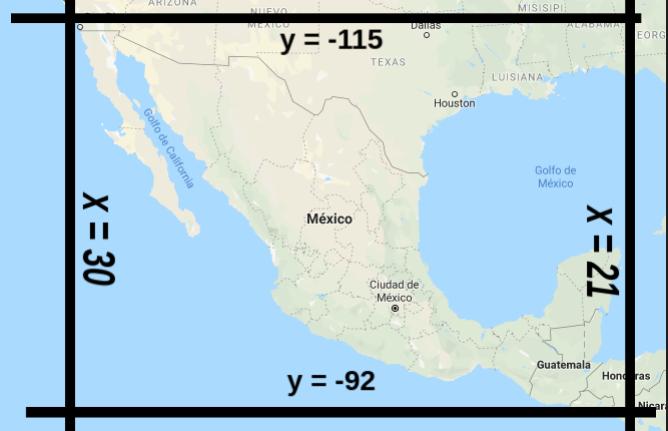 ARIZONA
NUEVO
MÉXICO
MISISIPI
ALABAMA
GEORG
Dallas
y = -115
TEXAS
LUISIANA
Houston
Golfo de California
Golfo de
México
x = 30
México
x = 21
Ciudad de
México
Guatemala
Honduras
y = -92
Nicar